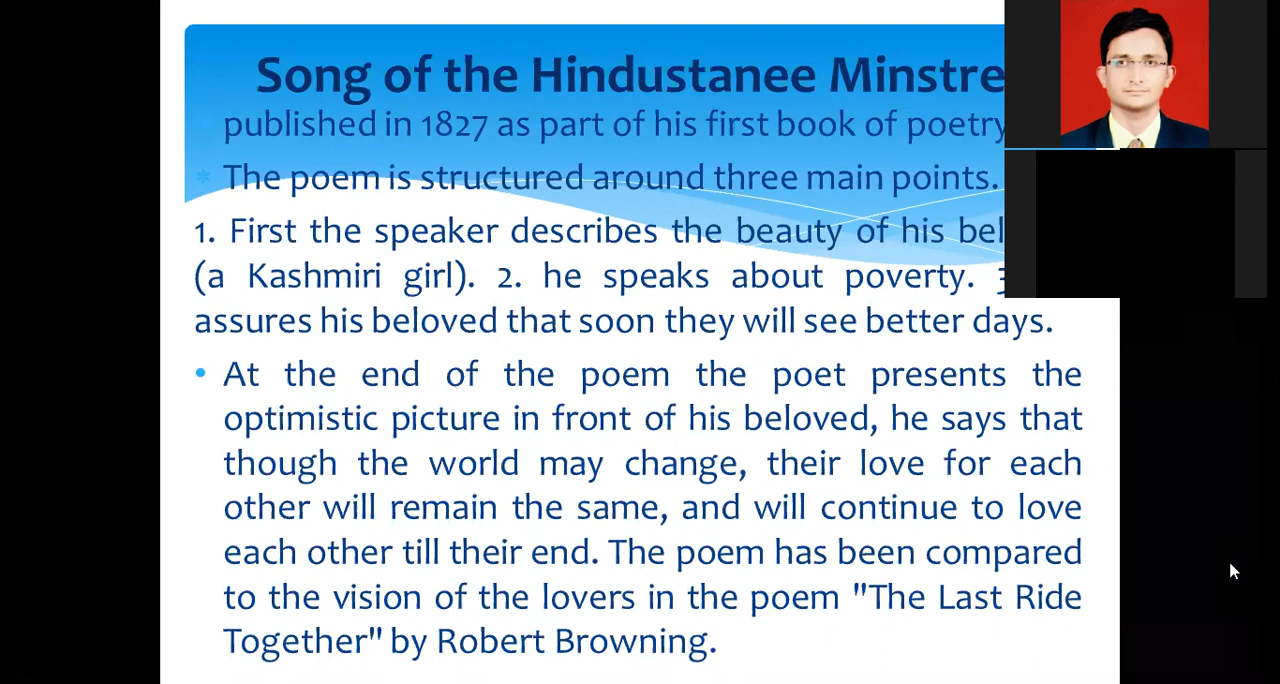 Song of the Hindustanee Minstre
published in 1827 as part of his first book of poetry
* The poem is structured around three main points.
1. First the speaker describes the beauty of his bel
(a Kashmiri girl). 2. he speaks about poverty. 3
assures his beloved that soon they will see better days.
• At the end of the poem the poet presents the
optimistic picture in front of his beloved, he says that
though the world may change, their love for each
other will remain the same, and will continue to love
each other till their end. The poem has been compared
to the vision of the lovers in the poem "The Last Ride
Together" by Robert Browning.